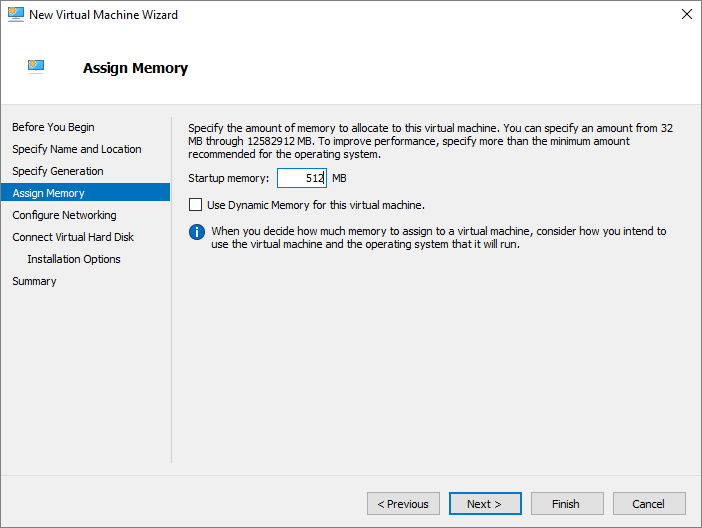 New Virtual Machine Wizard
Assign Memory
Before You Begin
Specify Name and Location
Specify Generation
Assign Memory
Configure Networking
Connect Virtual Hard Disk
Installation Options
Summary
Specify the amount of memory to allocate to this virtual machine. You can specify an amount from 32
MB through 12582912 MB. To improve performance, specify more than the minimum amount
recommended for the operating system.
Startup memory: 512 MB
Use Dynamic Memory for this virtual machine.
When you decide how much memory to assign to a virtual machine, consider how you intend to
use the virtual machine and the operating system that it will run.
< Previous Next > Finish Cancel